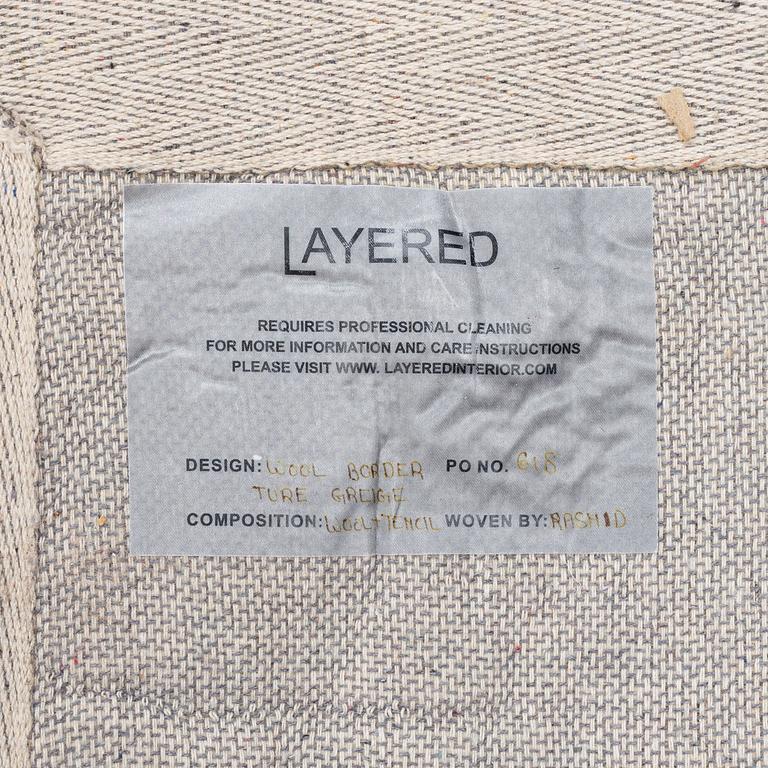 LAYERED
REQUIRES PROFESSIONAL CLEANING
FOR MORE INFORMATION AND CARE INSTRUCTIONS
PLEASE VISIT WWW. LAYEREDINTERIOR.COM
DESIGN: WOOL BORDER PO NO. 618
TURE GREIGE
COMPOSITION: WOOL+TENCIL WOVEN BY: RASHID